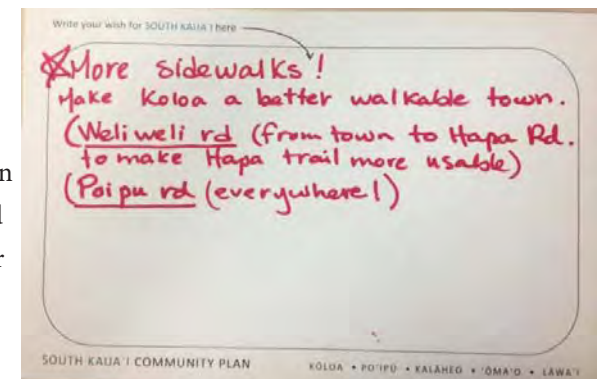 Write your wish for SOUTH KAUA'I here
More sidewalks!
Make Koloa a better walkable town.
(Weliweli rd (from town to Hapa Rd.
to make Hapa trail more usable)
(Poipu rd (everywhere!)
SOUTH KAUA'I COMMUNITY PLAN
KŌLOA • PO'IPŪ • KALĀHEO • 'ŌMA'O • LĀWA'I